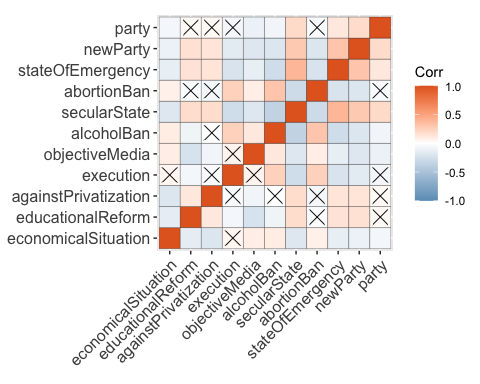 party
newParty
stateOfEmergency
abortionBan
secularState
alcoholBan
objectiveMedia
execution
againstPrivatization
educationalReform
economicalSituation
economicalSituation
educationalReform
againstPrivatization
execution
objectiveMedia
alcoholBan
secularState
abortionBan
stateOfEmergency
newParty
party
Corr
1.0
0.5
0.0
-0.5
-1.0